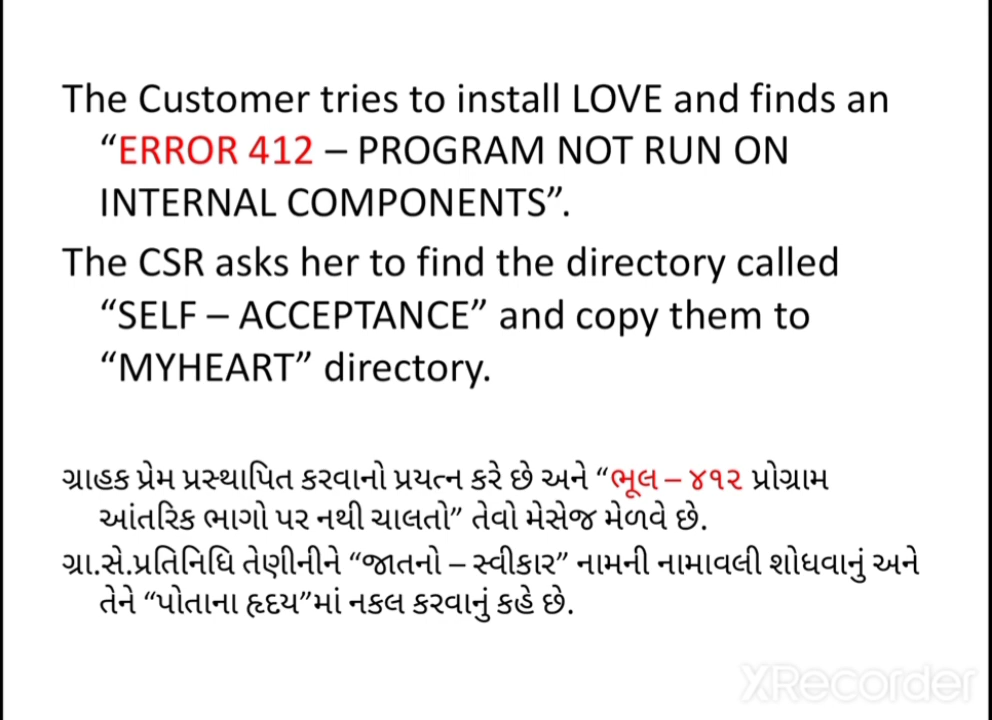 The Customer tries to install LOVE and finds an
“ERROR 412 – PROGRAM NOT RUN ON
INTERNAL COMPONENTS”.
The CSR asks her to find the directory called
“SELF – ACCEPTANCE” and copy them to
“MYHEART” directory.
ગ્રાહક પ્રેમ પ્રસ્થાપિત કરવાનો પ્રયત્ન કરે છે અને “ભૂલ – ૪૧૨ પ્રોગ્રામ
આંતરિક ભાગો પર નથી ચાલતો” તેવો મેસેજ મેળવે છે.
ગ્રા.સે.પ્રતિનિધિ તેણીનીને “જાતનો – સ્વીકાર” નામની નામાવલી શોધવાનું અને
તેને “પોતાના હૃદય”માં નકલ કરવાનું કહે છે.
XRecorder